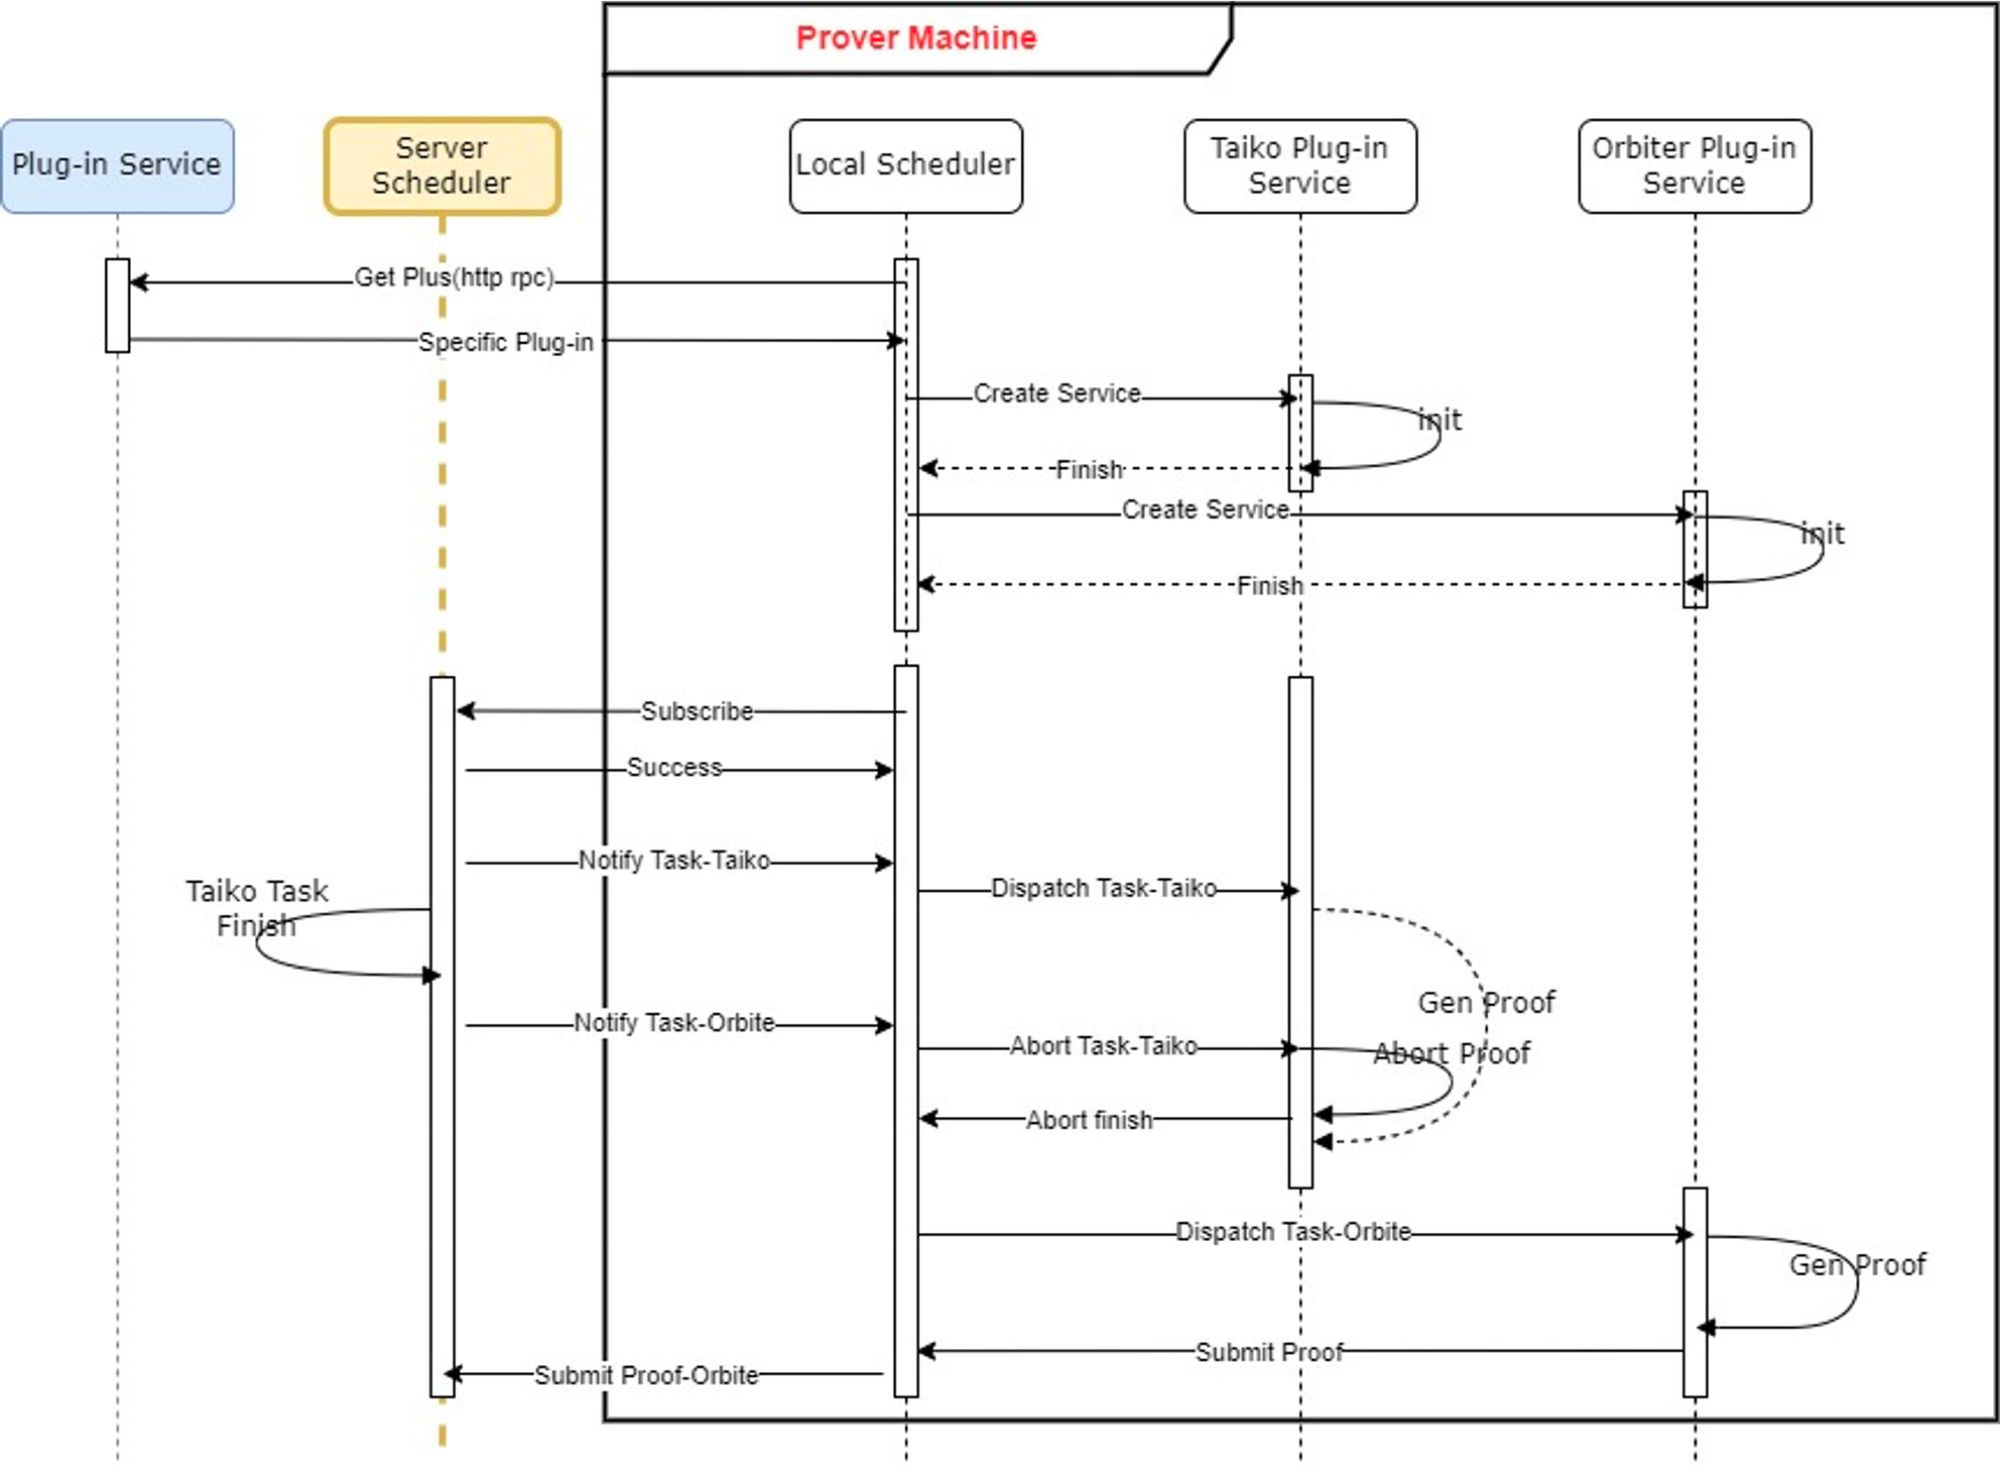 Prover Machine
Plug-in Service
Server
Scheduler
Local Scheduler
Taiko Plug-in
Service
Orbiter Plug-in
Service
Get Plus(http rpc)
Specific Plug-in
Create Service
init
Finish
Create Service
init
Finish
Subscribe
Success
Notify Task-Taiko
Dispatch Task-Taiko
Taiko Task
Finish
Gen Proof
Notify Task-Orbite
Abort Task-Taiko
Abort Proof
Abort finish
Dispatch Task-Orbite
Gen Proof
Submit Proof
Submit Proof-Orbite